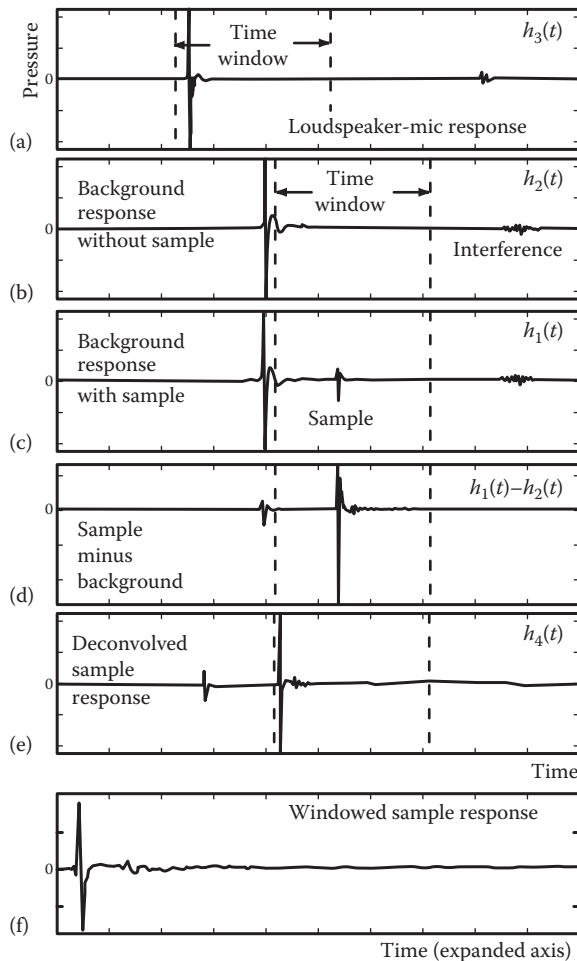 Pressure
0
Time
window
h3(t)
Loudspeaker-mic response
(a)
Background
response
without sample
0
Time
window
h2(t)
Interference
(b)
Background
response
with sample
0
h1(t)
Sample
(c)
0
h1(t)–h2(t)
Sample
minus
background
(d)
Deconvolved
sample
response
0
h4(t)
(e)
Time
Windowed sample response
0
(f)
Time (expanded axis)